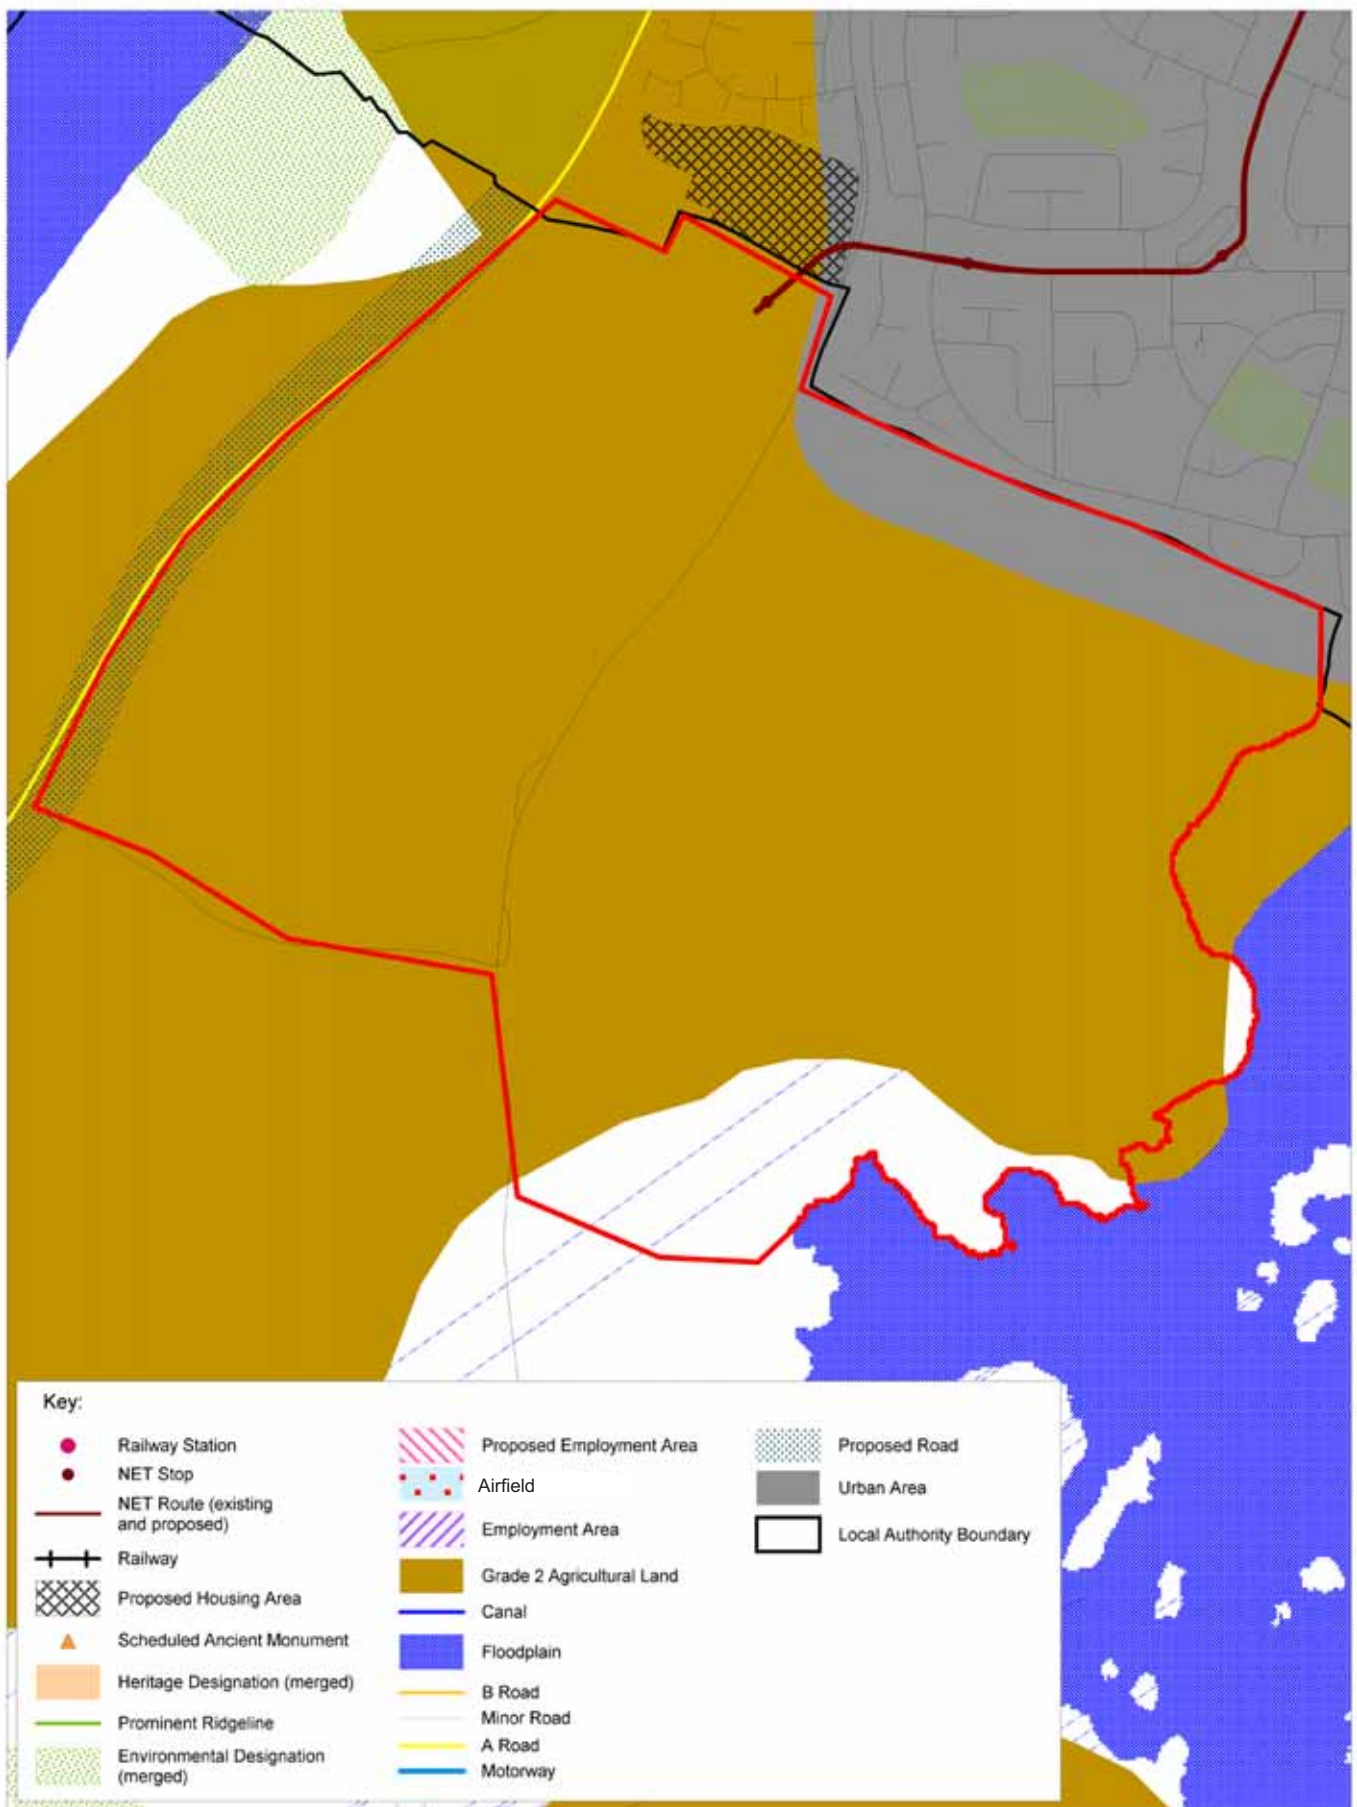 Key:
Railway Station
NET Stop
NET Route (existing
and proposed)
Railway
Proposed Housing Area
Scheduled Ancient Monument
Heritage Designation (merged)
Prominent Ridgeline
Environmental Designation
(merged)
Proposed Employment Area
Airfield
Employment Area
Grade 2 Agricultural Land
Canal
Floodplain
B Road
Minor Road
A Road
Motorway
Proposed Road
Urban Area
Local Authority Boundary